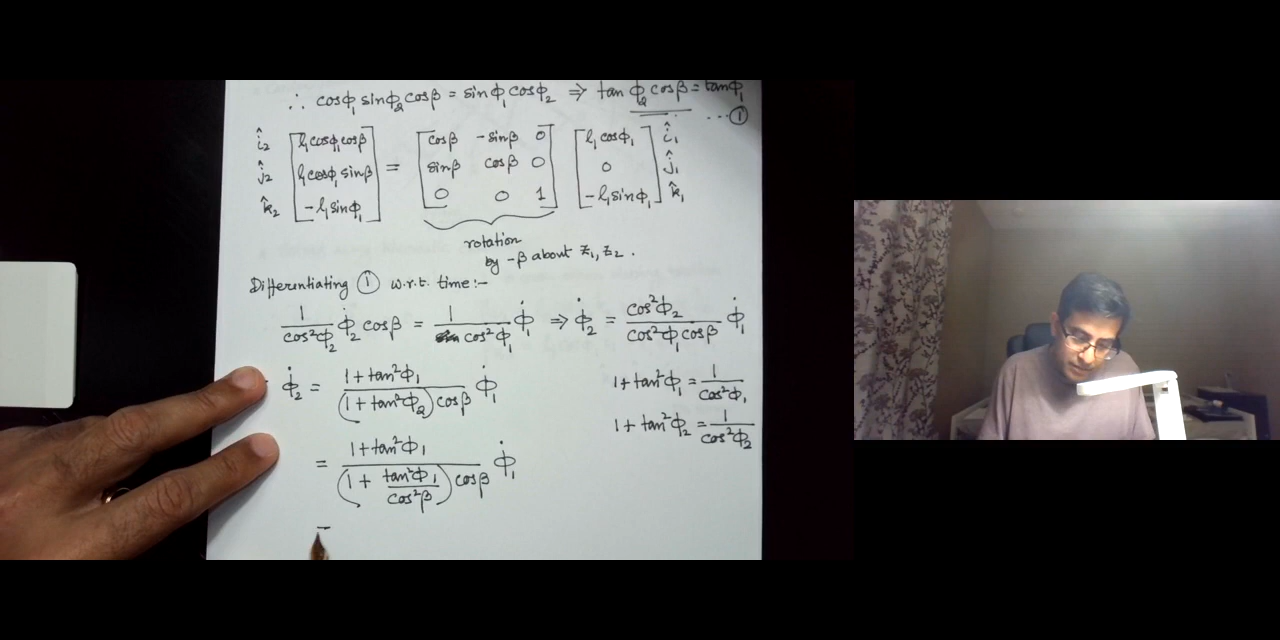 ∴ cosϕ₁ sinϕ₂ cosβ = sinϕ₁ cosϕ₂ ⇒ tan ϕ₂ cosβ = tanϕ₁
... ①
î₂ [l₁cosϕ₁cosβ] = [cosβ -sinβ 0] [l₁cosϕ₁] î₁
ĵ₂ [l₁cosϕ₁ sinβ] [sinβ cosβ 0] [0] ĵ₁
k̂₂ [-l₁sinϕ₁] [0 0 1] [-l₁sinϕ₁] k̂₁
rotation
by -β about z₁, z₂.
Differentiating ① w.r.t. time:-
1/cos²ϕ₂ ϕ̇₂ cosβ = 1/cos²ϕ₁ ϕ̇₁ ⇒ ϕ̇₂ = cos²ϕ₂/(cos²ϕ₁ cosβ) ϕ̇₁
ϕ̇₂ = (1+tan²ϕ₁)/((1+tan²ϕ₂)cosβ) ϕ̇₁
1+tan²ϕ₁ = 1/cos²ϕ₁
1+tan²ϕ₂ = 1/cos²ϕ₂
= (1+tan²ϕ₁)/((1 + tan²ϕ₁/cos²β)cosβ) ϕ̇₁